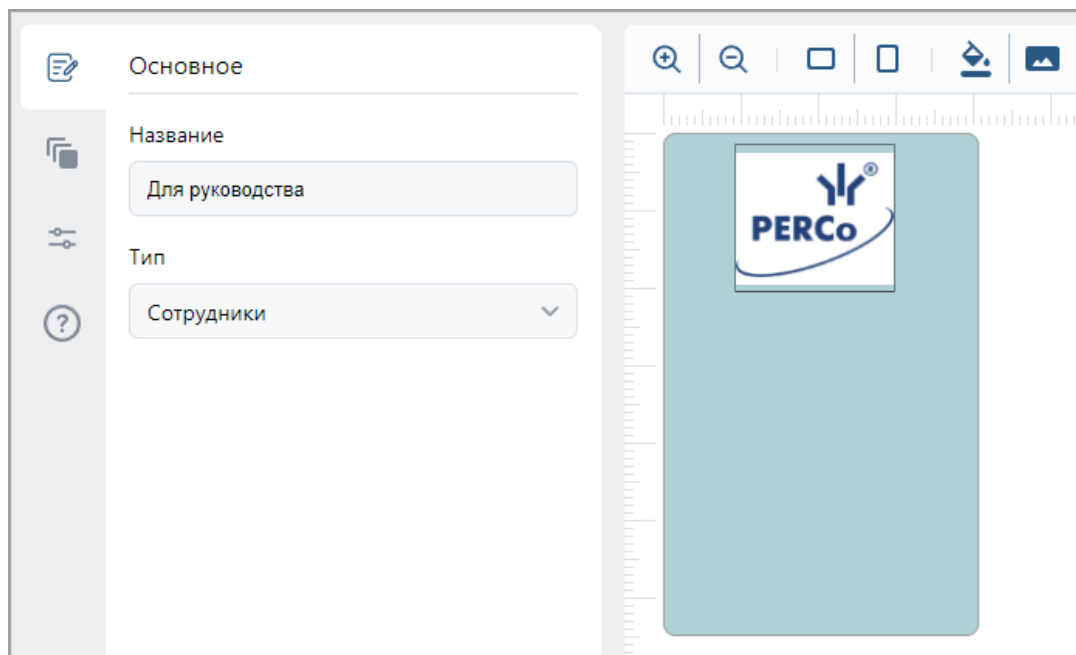 Основное
Название
Для руководства
Тип
Сотрудники
?
PERCo®